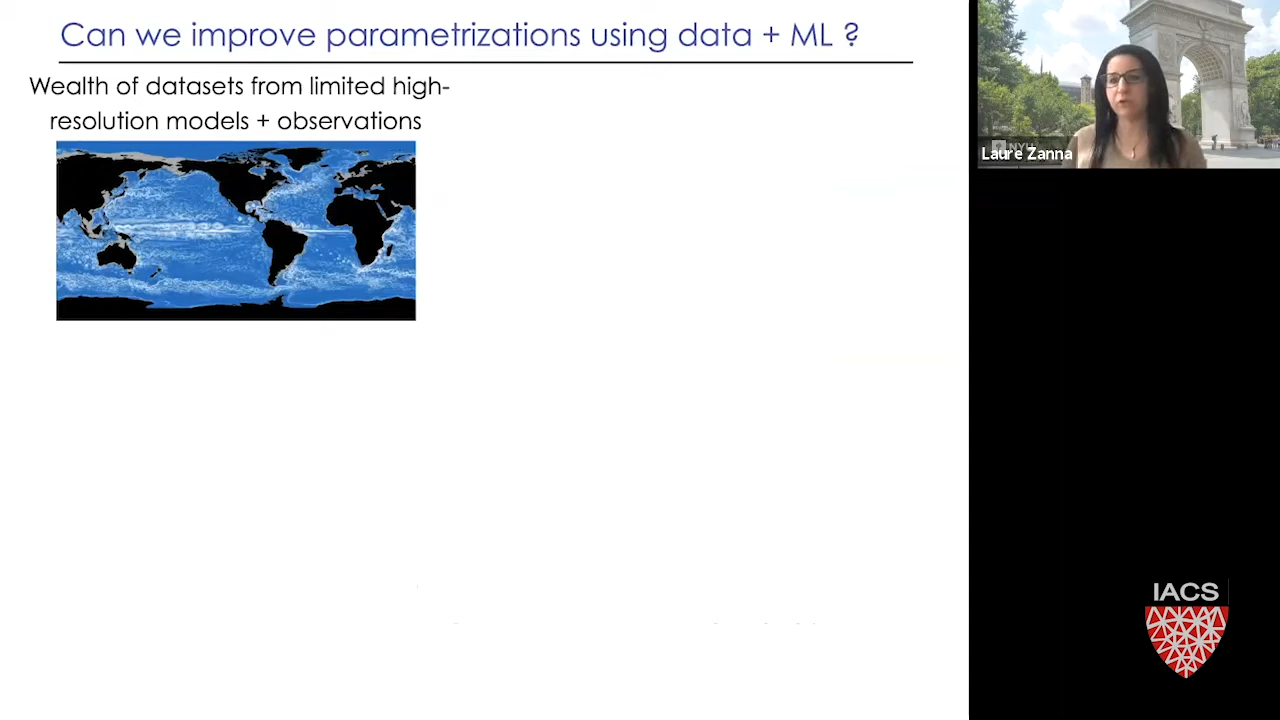 Can we improve parametrizations using data + ML ?
Wealth of datasets from limited high-
resolution models + observations
NYU
Laure Zanna
IACS